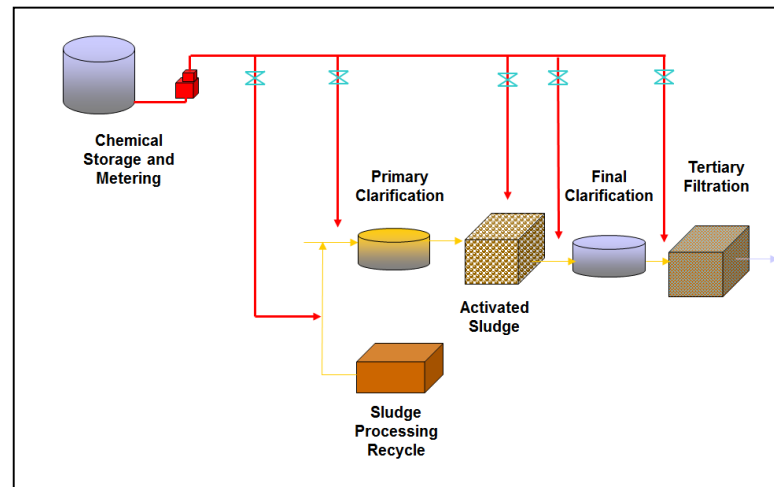 Chemical
Storage and
Metering
Primary
Clarification
Final
Clarification
Tertiary
Filtration
Activated
Sludge
Sludge
Processing
Recycle